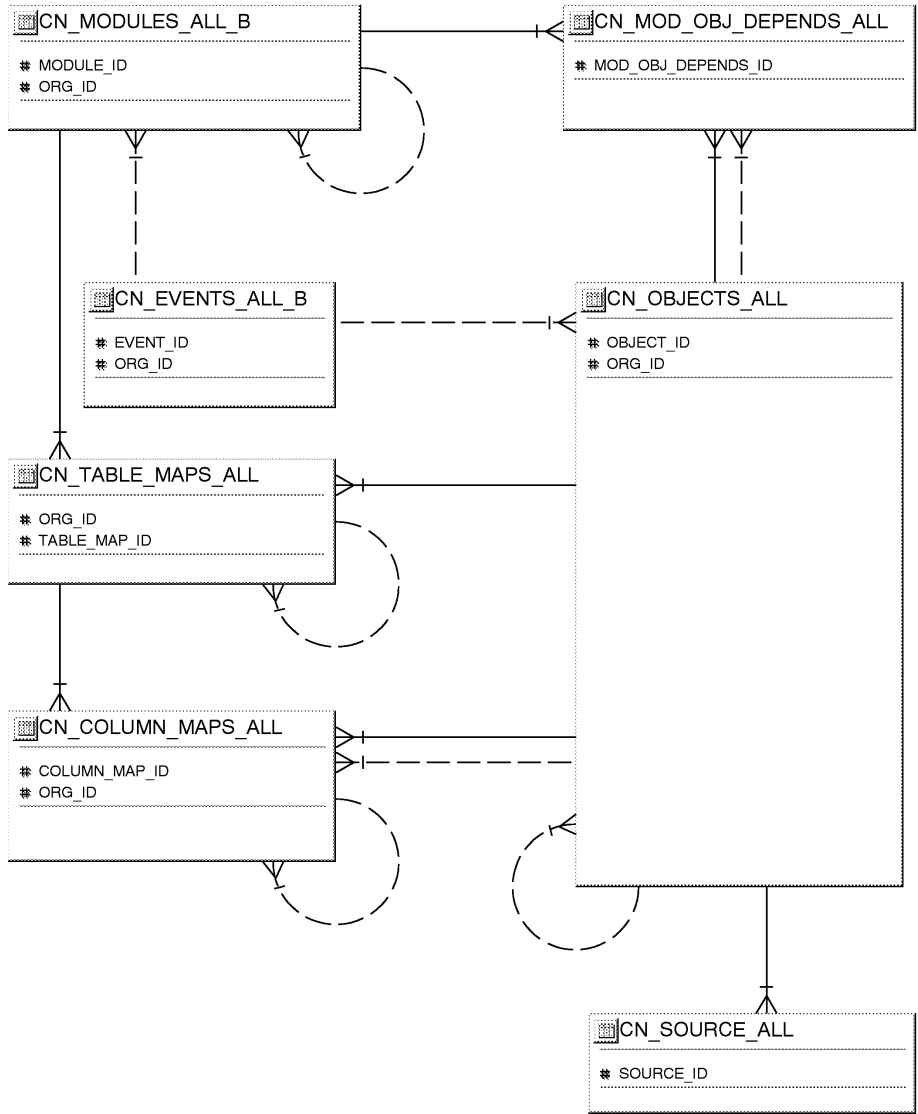 CN_MODULES_ALL_B
# MODULE_ID
# ORG_ID
CN_MOD_OBJ_DEPENDS_ALL
# MOD_OBJ_DEPENDS_ID
CN_EVENTS_ALL_B
# EVENT_ID
# ORG_ID
CN_OBJECTS_ALL
# OBJECT_ID
# ORG_ID
CN_TABLE_MAPS_ALL
# ORG_ID
# TABLE_MAP_ID
CN_COLUMN_MAPS_ALL
# COLUMN_MAP_ID
# ORG_ID
CN_SOURCE_ALL
# SOURCE_ID